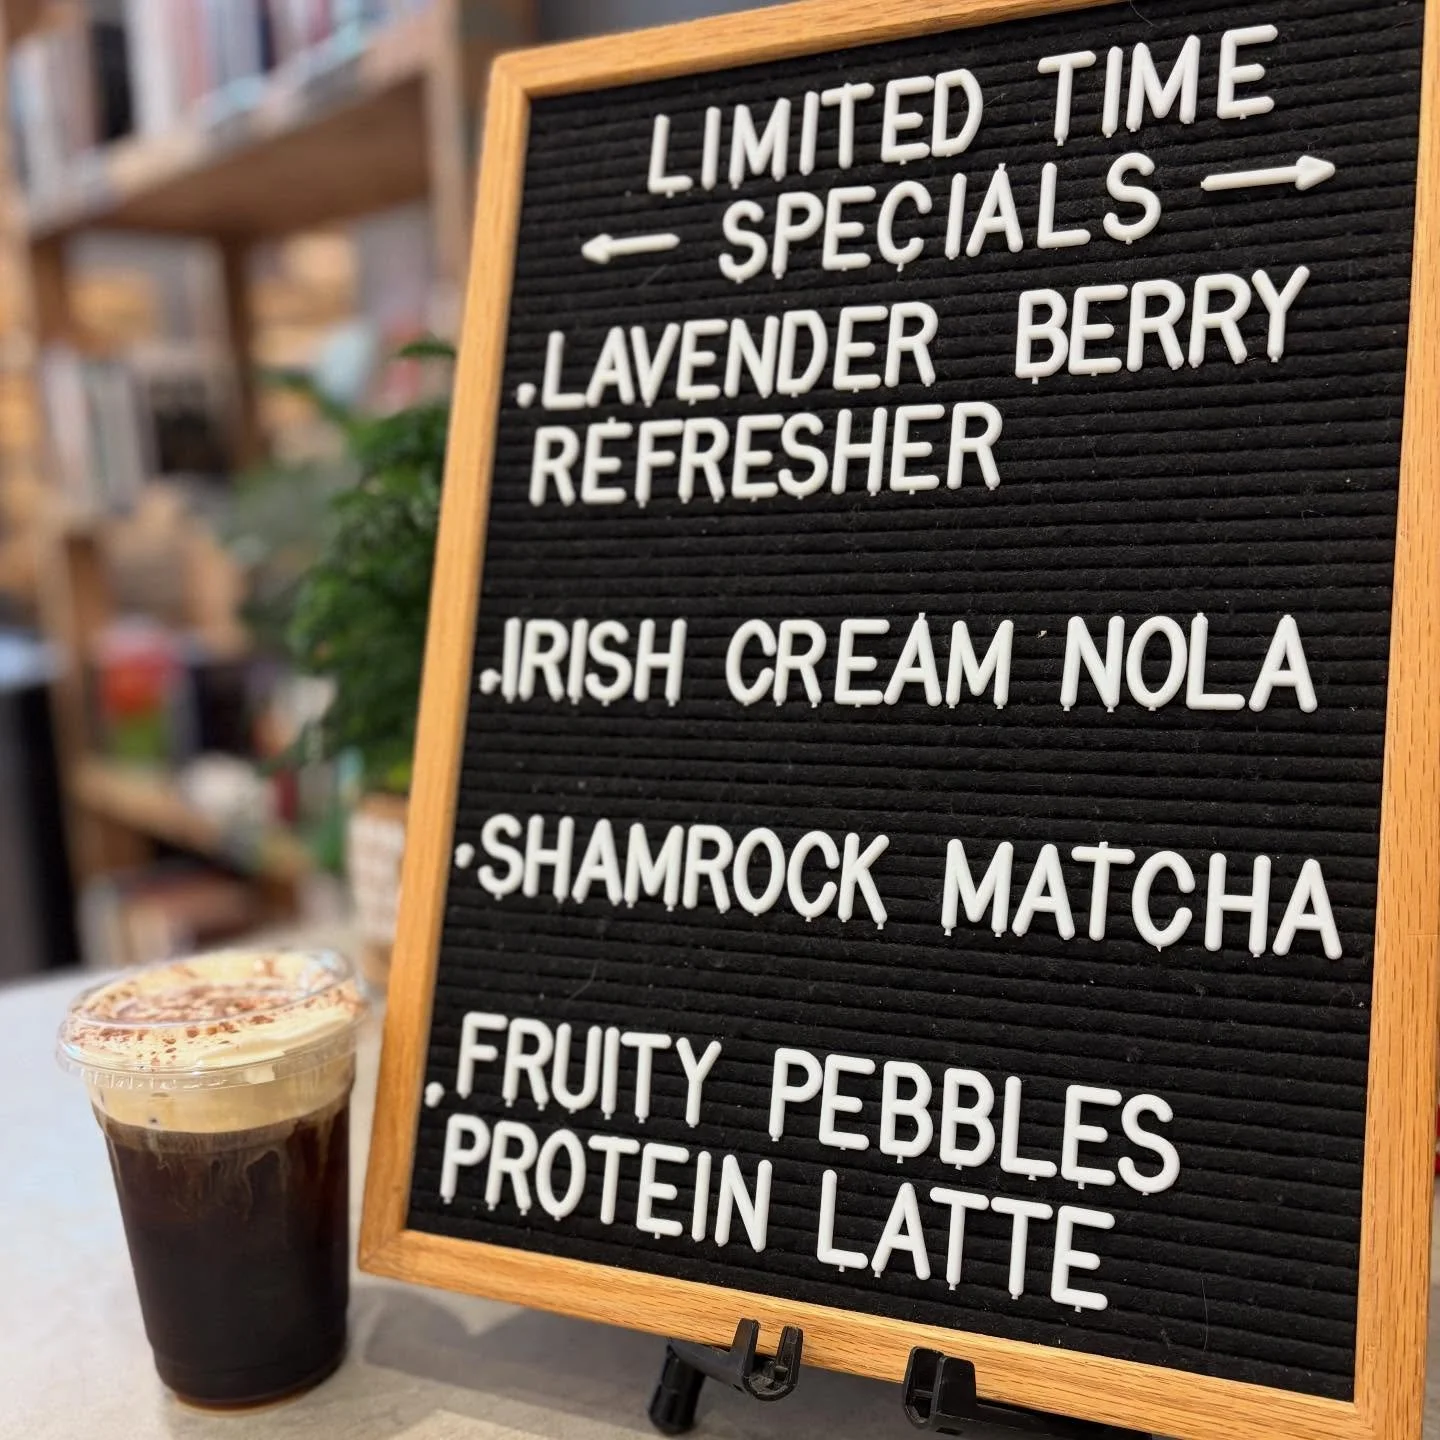 LIMITED TIME
← SPECIALS →
.LAVENDER BERRY
REFRESHER
.IRISH CREAM NOLA
.SHAMROCK MATCHA
.FRUITY PEBBLES
PROTEIN LATTE